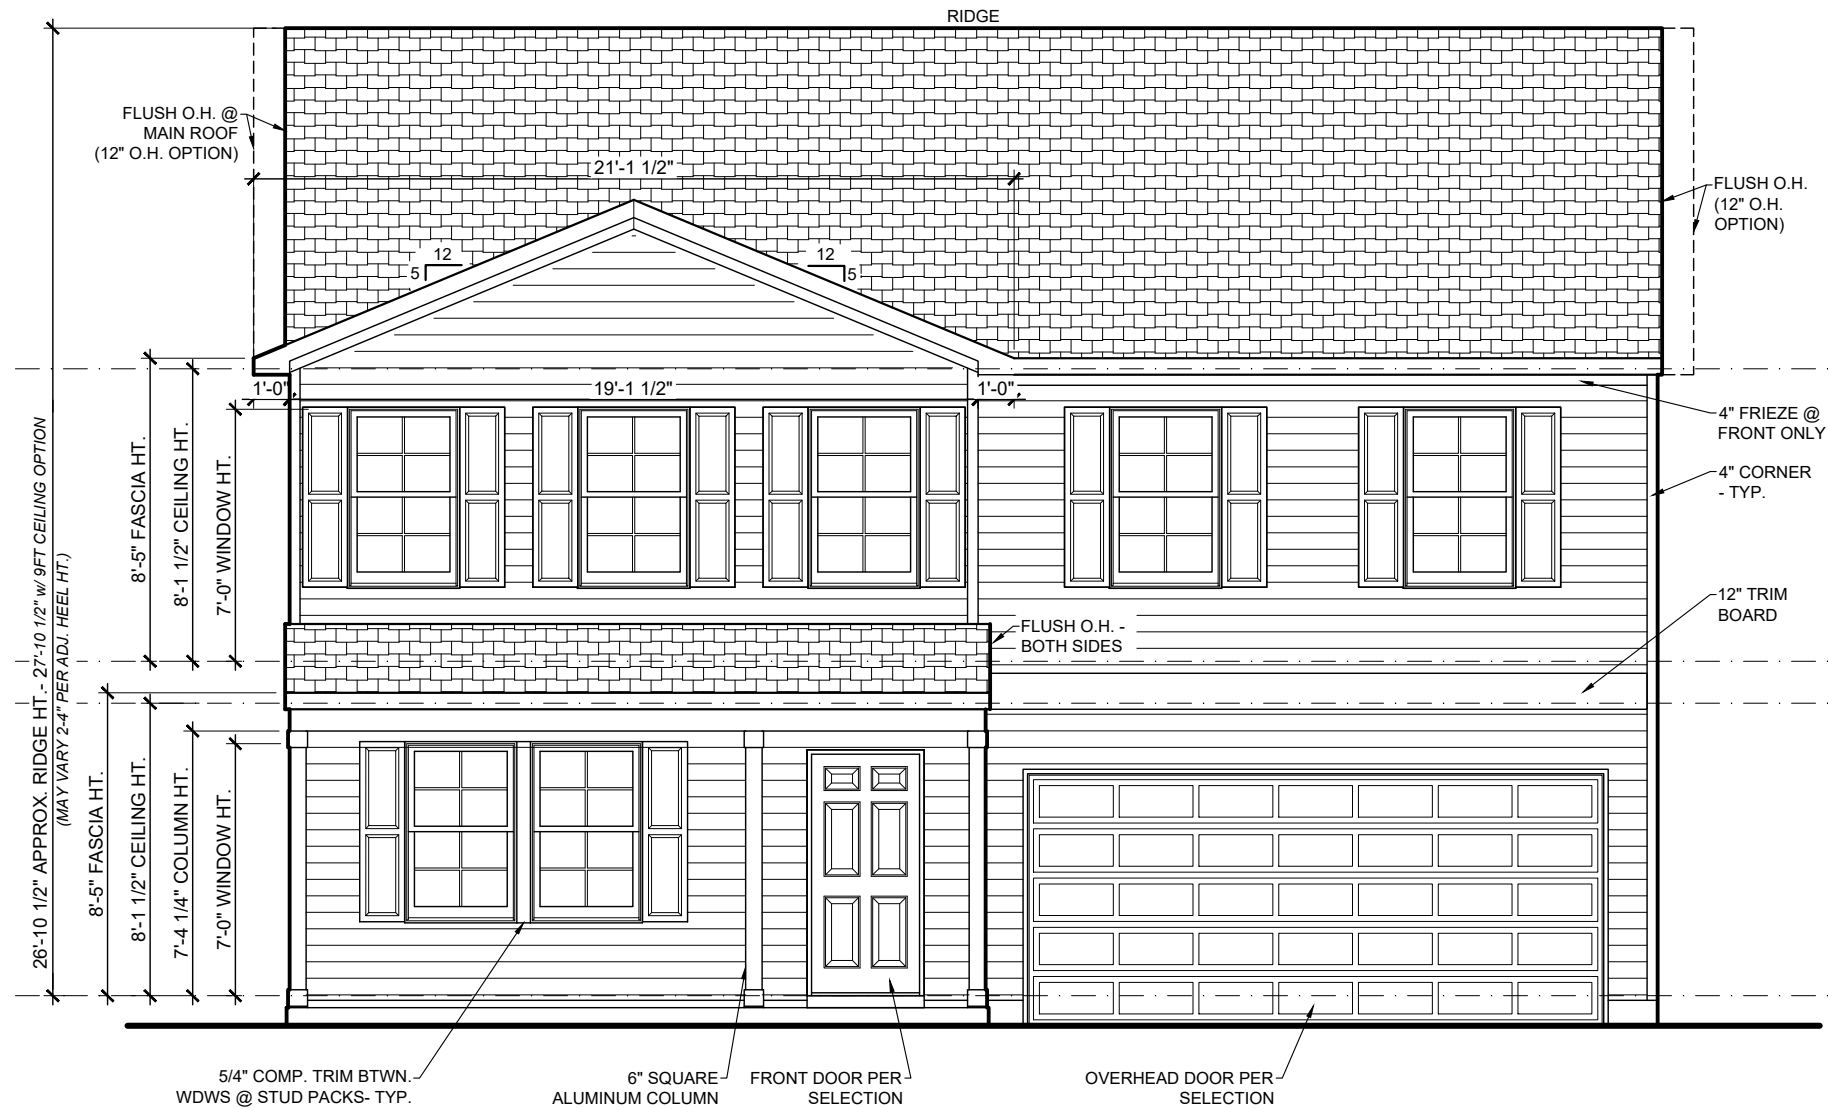 RIDGE
FLUSH O.H. @
MAIN ROOF
(12" O.H. OPTION)
21'-1 1/2"
FLUSH O.H.
(12" O.H.
OPTION)
12
5
12
5
1'-0"
19'-1 1/2"
1'-0"
4" FRIEZE @
FRONT ONLY
4" CORNER
- TYP.
8'-5" FASCIA HT.
8'-1 1/2" CEILING HT.
7'-0" WINDOW HT.
12" TRIM
BOARD
FLUSH O.H. -
BOTH SIDES
26'-10 1/2" APPROX. RIDGE HT.- 27'-10 1/2" w/ 9FT CEILING OPTION
(MAY VARY 2-4" PER ADJ. HEEL HT.)
8'-5" FASCIA HT.
8'-1 1/2" CEILING HT.
7'-4 1/4" COLUMN HT.
7'-0" WINDOW HT.
5/4" COMP. TRIM BTWN.
WDWS @ STUD PACKS- TYP.
6" SQUARE
ALUMINUM COLUMN
FRONT DOOR PER
SELECTION
OVERHEAD DOOR PER
SELECTION